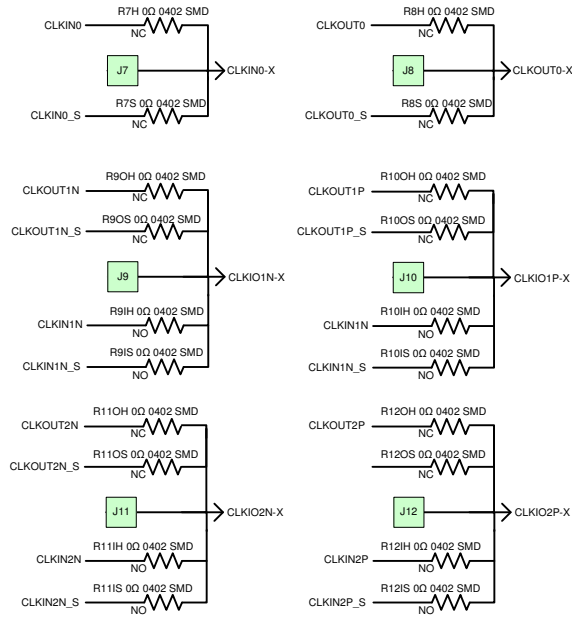 R7H 0Ω 0402 SMD
CLKIN0
NC
J7
CLKIN0-X
R7S 0Ω 0402 SMD
CLKIN0_S
NC
R8H 0Ω 0402 SMD
CLKOUT0
NC
J8
CLKOUT0-X
R8S 0Ω 0402 SMD
CLKOUT0_S
NC
R9OH 0Ω 0402 SMD
CLKOUT1N
NC
R9OS 0Ω 0402 SMD
CLKOUT1N_S
NC
J9
CLKIO1N-X
R9IH 0Ω 0402 SMD
CLKIN1N
NO
R9IS 0Ω 0402 SMD
CLKIN1N_S
NO
R10OH 0Ω 0402 SMD
CLKOUT1P
NC
R10OS 0Ω 0402 SMD
CLKOUT1P_S
NC
J10
CLKIO1P-X
R10IH 0Ω 0402 SMD
CLKIN1N
NO
R10IS 0Ω 0402 SMD
CLKIN1N_S
NO
R11OH 0Ω 0402 SMD
CLKOUT2N
NC
R11OS 0Ω 0402 SMD
CLKOUT2N_S
NC
J11
CLKIO2N-X
R11IH 0Ω 0402 SMD
CLKIN2N
NO
R11IS 0Ω 0402 SMD
CLKIN2N_S
NO
R12OH 0Ω 0402 SMD
CLKOUT2P
NC
R12OS 0Ω 0402 SMD
NC
J12
CLKIO2P-X
R12IH 0Ω 0402 SMD
CLKIN2P
NO
R12IS 0Ω 0402 SMD
CLKIN2P_S
NO